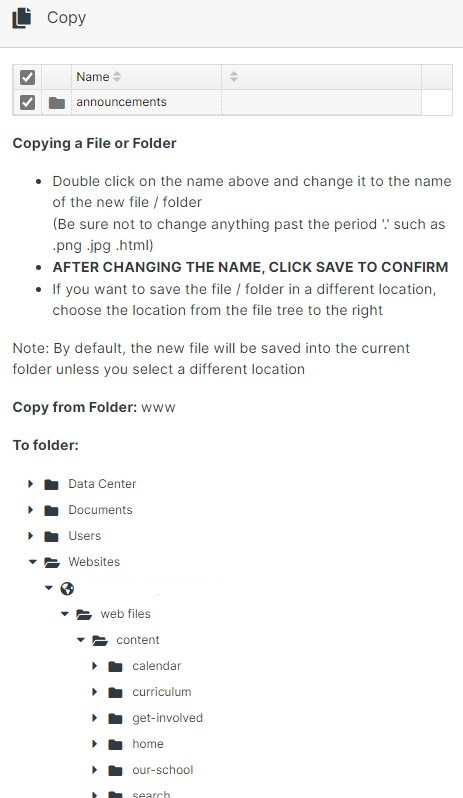 Copy
Name
announcements
Copying a File or Folder
• Double click on the name above and change it to the name
of the new file / folder
(Be sure not to change anything past the period '.' such as
.png .jpg .html)
• AFTER CHANGING THE NAME, CLICK SAVE TO CONFIRM
• If you want to save the file / folder in a different location,
choose the location from the file tree to the right
Note: By default, the new file will be saved into the current
folder unless you select a different location
Copy from Folder: www
To folder:
Data Center
Documents
Users
Websites
web files
content
calendar
curriculum
get-involved
home
our-school
search